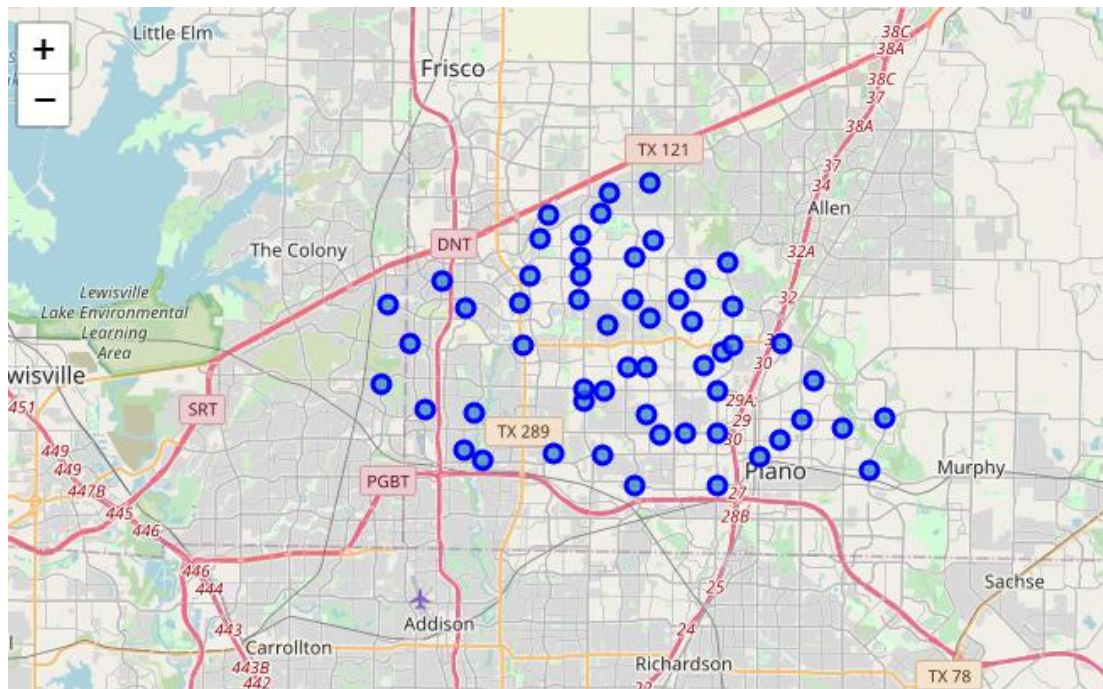 Little Elm
38C
38A
+
Frisco
38C
37
−
38A
TX 121
37
34
Allen
The Colony
DNT
32A
Lewisville
Lake Environmental
Learning
Area
32
30
wisville
29A
451
SRT
29
TX 289
30
449
Plano
Murphy
449
PGBT
447B
27
445
28B
446
446
Sachse
444
25
Addison
443
24
Carrollton
443B
Richardson
442
TX 78
22